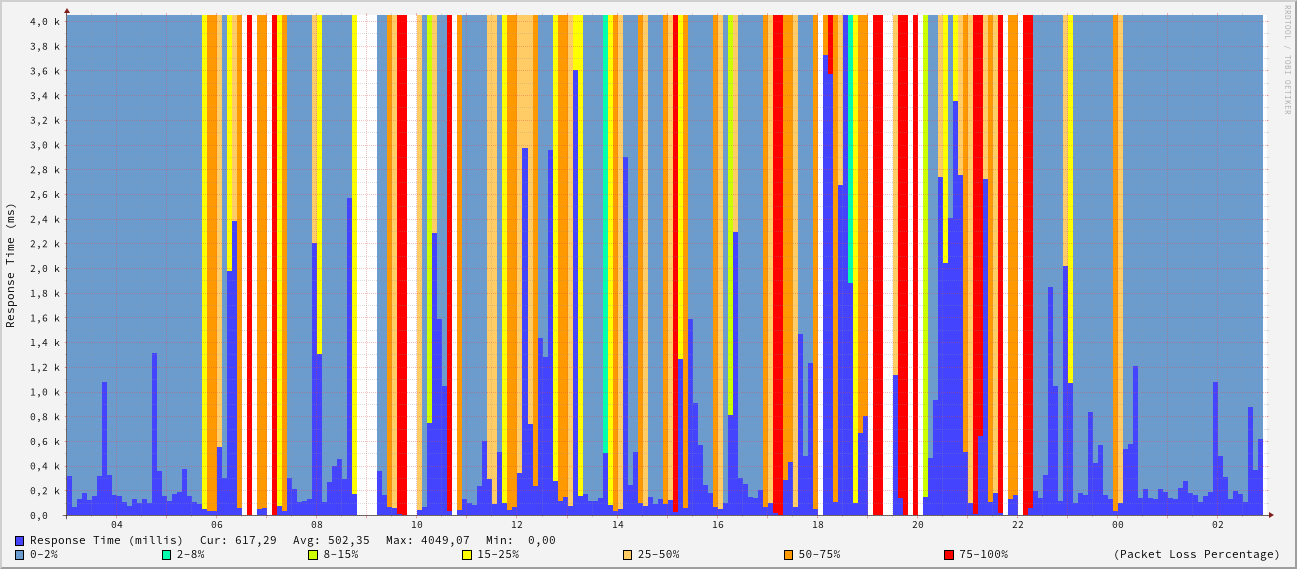 RRDTOOL / TOBI OETIKER
Response Time (ms)
4,0 k
3,8 k
3,6 k
3,4 k
3,2 k
3,0 k
2,8 k
2,6 k
2,4 k
2,2 k
2,0 k
1,8 k
1,6 k
1,4 k
1,2 k
1,0 k
0,8 k
0,6 k
0,4 k
0,2 k
0,0
04 06 08 10 12 14 16 18 20 22 00 02
Response Time (millis) Cur: 617,29 Avg: 502,35 Max: 4049,07 Min: 0,00
0-2% 2-8% 8-15% 15-25% 25-50% 50-75% 75-100% (Packet Loss Percentage)